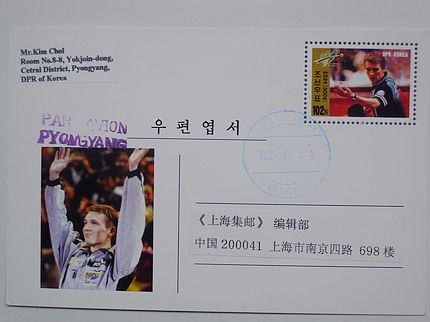 Mr.Kim Chol
Room No.8-8, Yokjoin-dong,
Cetral District, Pyongyang,
DPR of Korea
DPR KOREA
조선우표
102원
PAR AVION
PYONGYANG
우편엽서
PYONGYANG
《上海集邮》 编辑部
中国 200041 上海市南京四路 698 楼